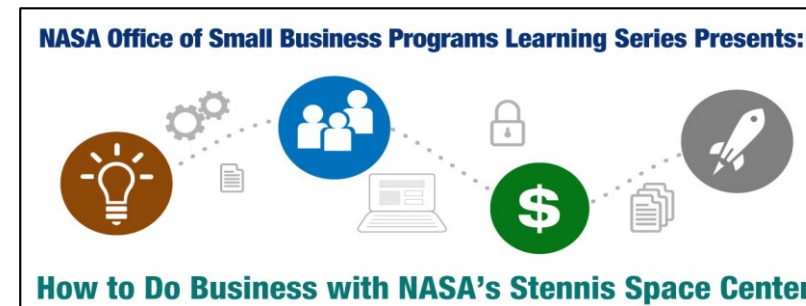 NASA Office of Small Business Programs Learning Series Presents:
$
How to Do Business with NASA's Stennis Space Center